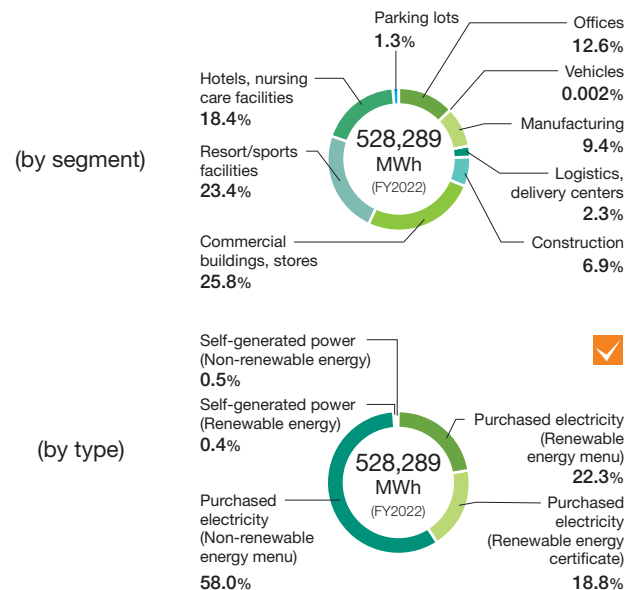 (by segment)
Parking lots
1.3%
Offices
12.6%
Vehicles
0.002%
Manufacturing
9.4%
Logistics,
delivery centers
2.3%
Construction
6.9%
Commercial
buildings, stores
25.8%
Resort/sports
facilities
23.4%
Hotels, nursing
care facilities
18.4%
528,289
MWh
(FY2022)
(by type)
Self-generated power
(Non-renewable energy)
0.5%
Self-generated power
(Renewable energy)
0.4%
Purchased electricity
(Renewable
energy menu)
22.3%
Purchased
electricity
(Renewable energy
certificate)
18.8%
Purchased
electricity
(Non-renewable
energy menu)
58.0%
528,289
MWh
(FY2022)